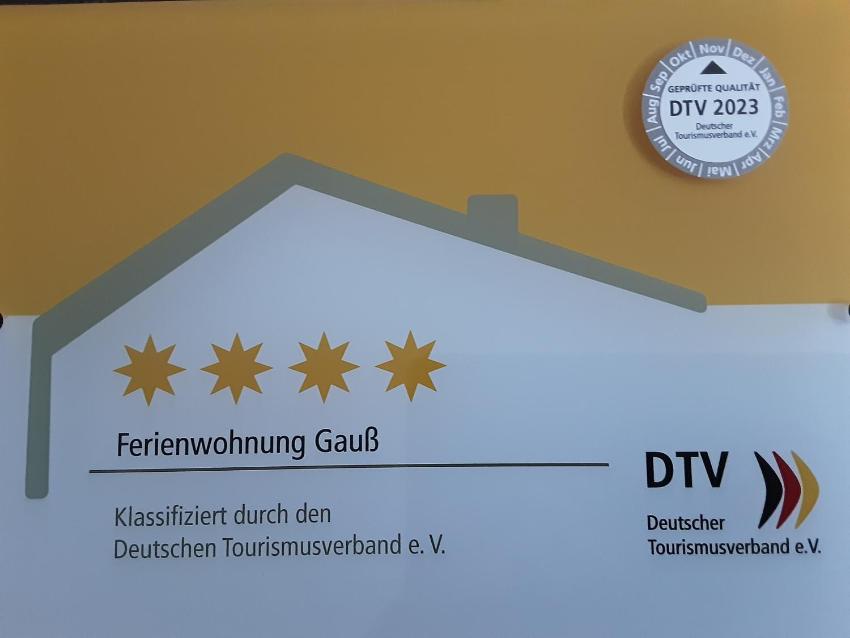 Nov Dez Jan Feb Mrz Apr Mai Jun Jul Aug Sep Okt
GEPRÜFTE QUALITÄT
DTV 2023
Deutscher
Tourismusverband e.V.
Ferienwohnung Gauß
Klassifiziert durch den
Deutschen Tourismusverband e. V.
DTV
Deutscher
Tourismusverband e.V.